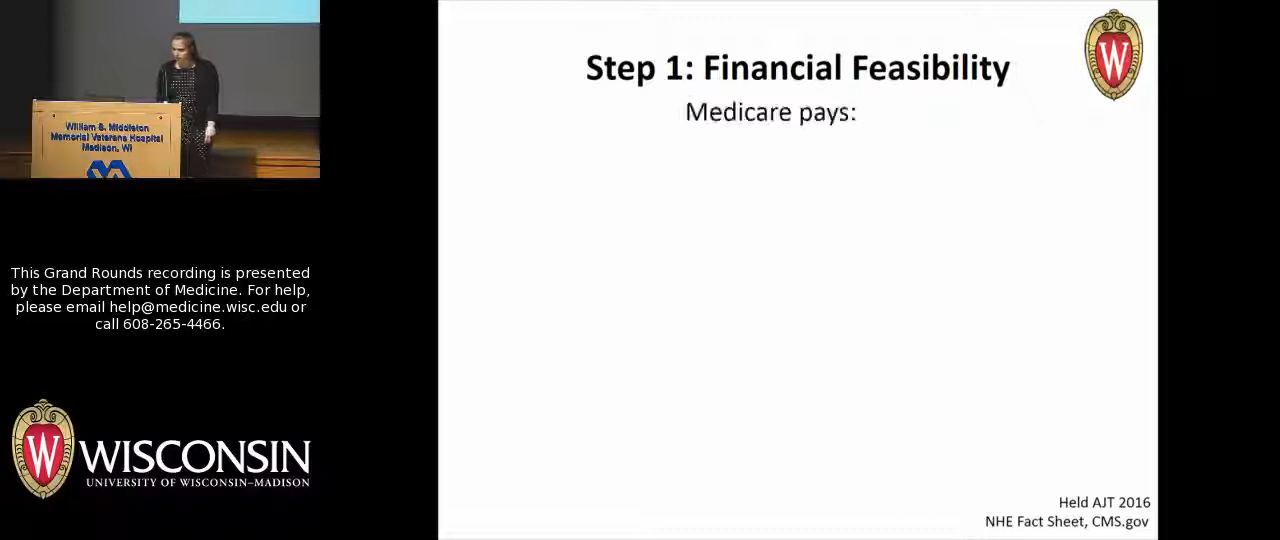 William S. Middleton
Memorial Veterans Hospital
Madison, WI
This Grand Rounds recording is presented
by the Department of Medicine. For help,
please email help@medicine.wisc.edu or
call 608-265-4466.
W
WISCONSIN
UNIVERSITY OF WISCONSIN–MADISON
Step 1: Financial Feasibility
W
Medicare pays:
Held AJT 2016
NHE Fact Sheet, CMS.gov